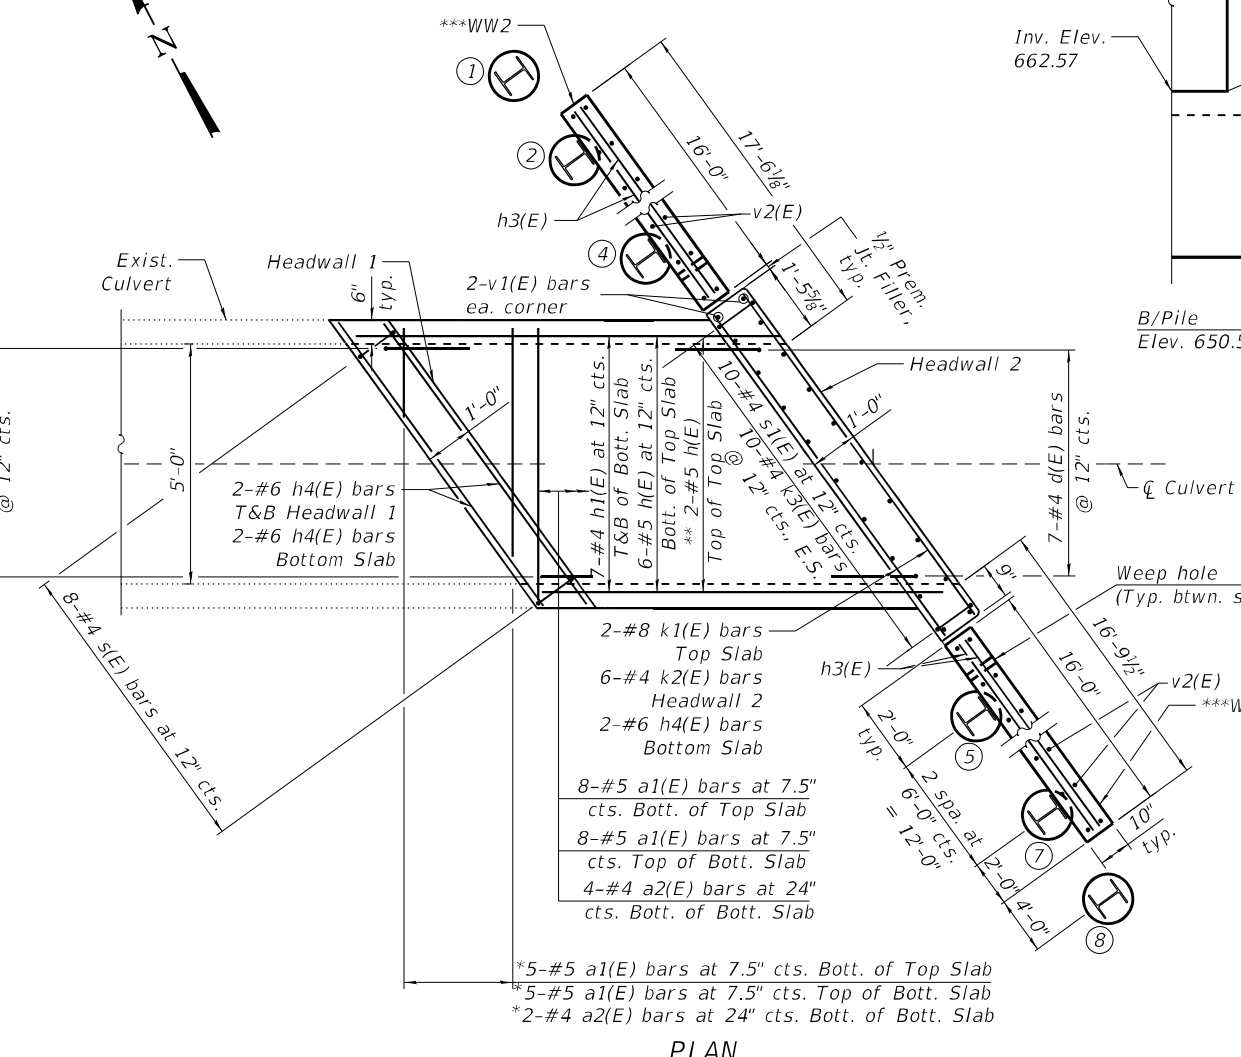 ***WW2
N
1
2
4
Inv. Elev.
662.57
17'-6⅛"
16'-0"
h3(E)
v2(E)
½" Prem.
Jt. Filler,
typ.
1'-5⅝"
Exist.
Culvert
Headwall 1
6"
typ.
2-v1(E) bars
ea. corner
B/Pile
Elev. 650.5
Headwall 2
@ 12" cts.
5'-0"
1'-0"
1'-0"
7-#4 h1(E) at 12" cts.
T&B of Bott. Slab
6-#5 h(E) at 12" cts.
Bott. of Top Slab
** 2-#5 h(E)
Top of Top Slab
10-#4 s1(E) at 12" cts.
10-#4 k3(E) bars
@ 12" cts., E.S.
7-#4 d(E) bars
@ 12" cts.
℄ Culvert
2-#6 h4(E) bars
T&B Headwall 1
2-#6 h4(E) bars
Bottom Slab
8-#4 s(E) bars at 12" cts.
9"
Weep hole
(Typ. btwn. s
16'-9½"
16'-0"
2-#8 k1(E) bars
Top Slab
6-#4 k2(E) bars
Headwall 2
2-#6 h4(E) bars
Bottom Slab
h3(E)
v2(E)
***W
2'-0"
typ.
5
2 spa. at
6'-0" cts.
= 12'-0"
7
10"
typ.
2'-0"
4'-0"
8
8-#5 a1(E) bars at 7.5"
cts. Bott. of Top Slab
8-#5 a1(E) bars at 7.5"
cts. Top of Bott. Slab
4-#4 a2(E) bars at 24"
cts. Bott. of Bott. Slab
*5-#5 a1(E) bars at 7.5" cts. Bott. of Top Slab
*5-#5 a1(E) bars at 7.5" cts. Top of Bott. Slab
*2-#4 a2(E) bars at 24" cts. Bott. of Bott. Slab
PLAN